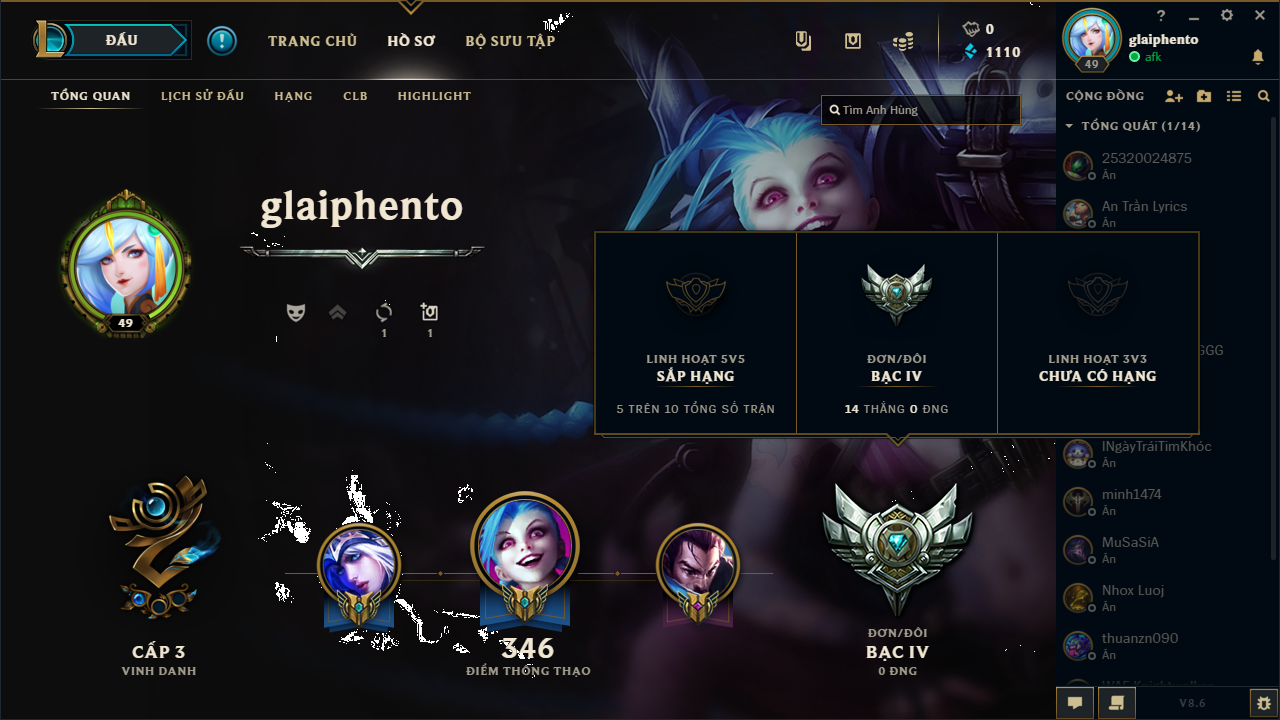 ĐẤU
TRANG CHỦ
HỒ SƠ
BỘ SƯU TẬP
0
1110
?
glaiphento
afk
49
TỔNG QUAN
LỊCH SỬ ĐẤU
HẠNG
CLB
HIGHLIGHT
Tìm Anh Hùng
CỘNG ĐỒNG
TỔNG QUÁT (1/14)
25320024875
Ẩn
An Trần Lyrics
Ẩn
glaiphento
49
1
1
LINH HOẠT 5V5
SẮP HẠNG
5 TRÊN 10 TỔNG SỐ TRẬN
ĐƠN/ĐÔI
BẠC IV
14 THẮNG 0 ĐNG
LINH HOẠT 3V3
CHƯA CÓ HẠNG
GGG
INgàyTráiTimKhóc
Ẩn
minh1474
Ẩn
MuSaSiA
Ẩn
Nhox Luoj
Ẩn
thuanzn090
Ẩn
CẤP 3
VINH DANH
346
ĐIỂM THÔNG THẠO
ĐƠN/ĐÔI
BẠC IV
0 ĐNG
V8.6